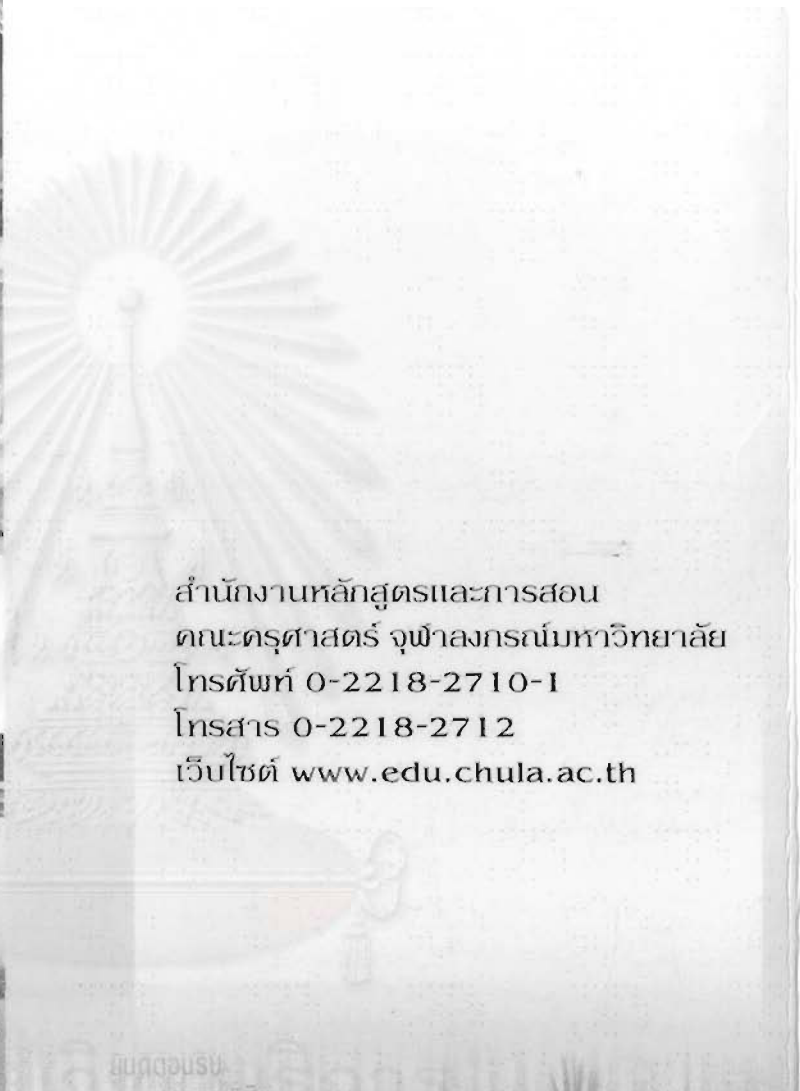 สำนักงานหลักสูตรและการสอน
คณะครุศาสตร์ จุฬาลงกรณ์มหาวิทยาลัย
โทรศัพท์ 0-2218-2710-1
โทรสาร 0-2218-2712
เว็บไซต์ www.edu.chula.ac.th